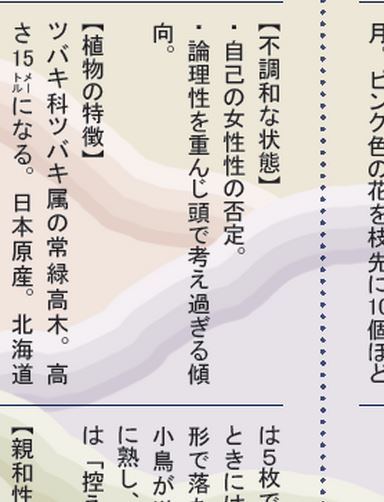 月　ピンク色の花を枝先に10個ほど
【不調和な状態】
・自己の女性性の否定。
・論理性を重んじ頭で考え過ぎる傾
向。
【植物の特徴】
ツバキ科ツバキ属の常緑高木。高
さ15メートルになる。日本原産。北海道
は5枚で
ときには
形で落
小鳥が
に熟し、
は「控
【親和性